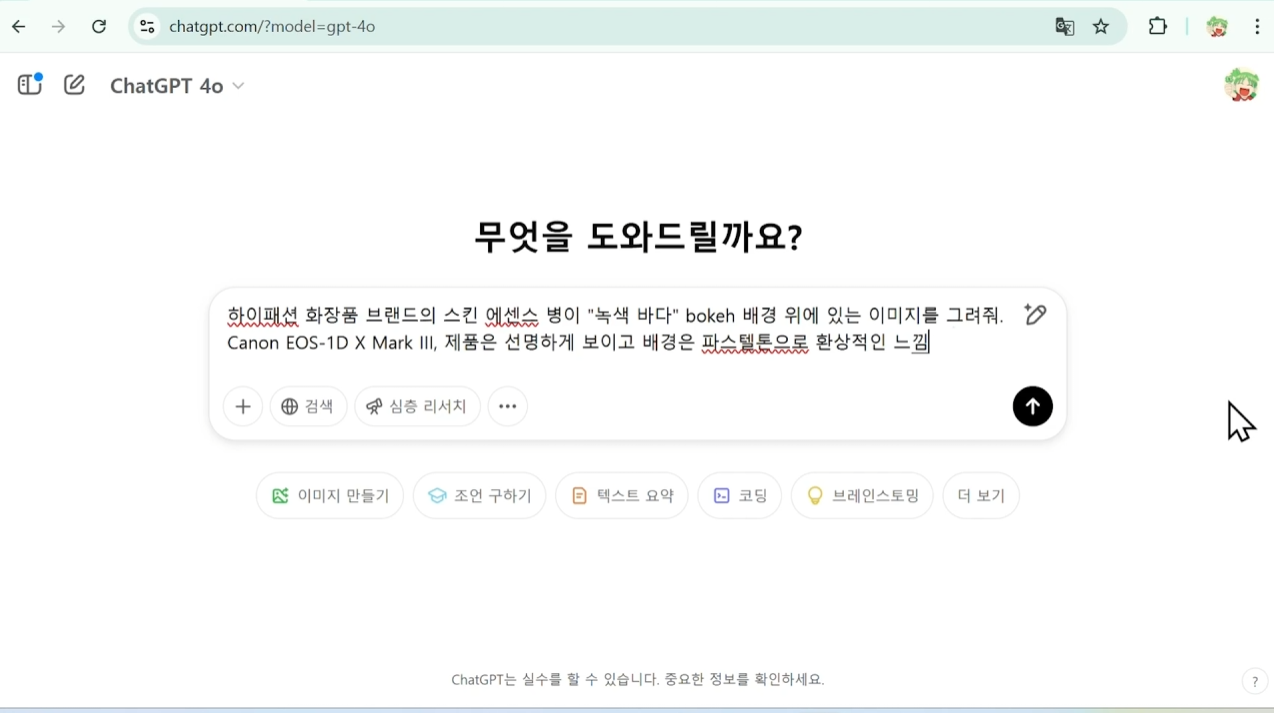 chatgpt.com/?model=gpt-4o
ChatGPT 4o
무엇을 도와드릴까요?
하이패션 화장품 브랜드의 스킨 에센스 병이 "녹색 바다" bokeh 배경 위에 있는 이미지를 그려줘.
Canon EOS-1D X Mark III, 제품은 선명하게 보이고 배경은 파스텔톤으로 환상적인 느낌
검색 심층 리서치
이미지 만들기 조언 구하기 텍스트 요약 코딩 브레인스토밍 더 보기
ChatGPT는 실수를 할 수 있습니다. 중요한 정보를 확인하세요.
?